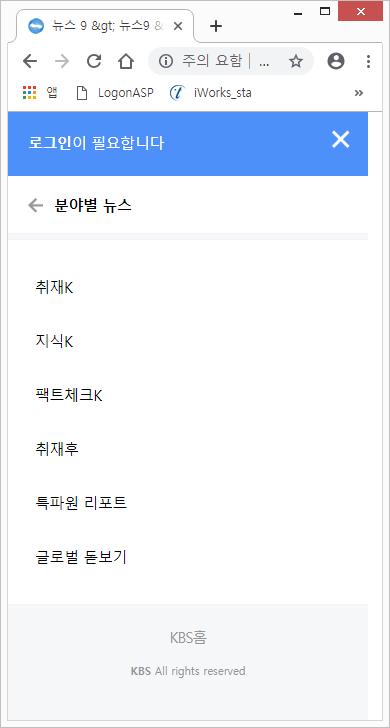 뉴스 9 &gt; 뉴스9 &
주의 요함 | ...
앱 LogonASP iWorks_sta »
로그인이 필요합니다
분야별 뉴스
취재K
지식K
팩트체크K
취재후
특파원 리포트
글로벌 돋보기
KBS홈
KBS All rights reserved